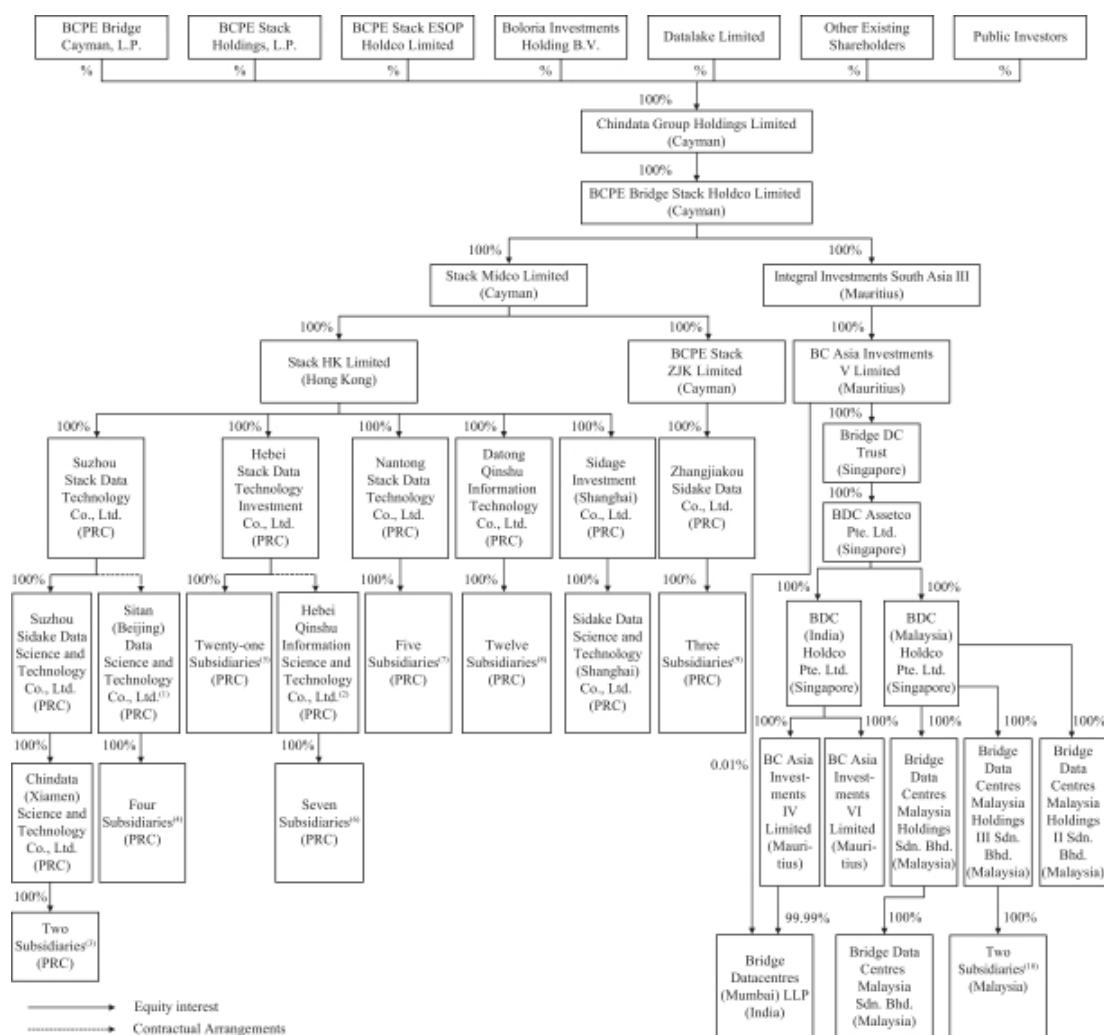 BCPE Bridge
Cayman, L.P.
BCPE Stack
Holdings, L.P.
BCPE Stack ESOP
Holdco Limited
Boloria Investments
Holding B.V.
Datalake Limited
Other Existing
Shareholders
Public Investors
%
%
%
%
%
%
%
100%
Chindata Group Holdings Limited
(Cayman)
100%
BCPE Bridge Stack Holdco Limited
(Cayman)
100%
100%
Stack Midco Limited
(Cayman)
Integral Investments South Asia III
(Mauritius)
100%
100%
100%
Stack HK Limited
(Hong Kong)
BCPE Stack
ZJK Limited
(Cayman)
BC Asia Investments
V Limited
(Mauritius)
100%
100%
100%
100%
100%
100%
100%
Suzhou
Stack Data
Technology
Co., Ltd.
(PRC)
Hebei
Stack Data
Technology
Investment
Co., Ltd.
(PRC)
Nantong
Stack Data
Technology
Co., Ltd.
(PRC)
Datong
Qinshu
Information
Technology
Co., Ltd.
(PRC)
Sidage
Investment
(Shanghai)
Co., Ltd.
(PRC)
Zhangjiakou
Sidake Data
Co., Ltd.
(PRC)
Bridge DC
Trust
(Singapore)
100%
BDC Assetco
Pte. Ltd.
(Singapore)
100%
100%
100%
100%
100%
100%
100%
100%
100%
100%
Suzhou
Sidake Data
Science and
Technology
Co., Ltd.
(PRC)
Sitan
(Beijing)
Data
Science and
Technology
Co., Ltd.(1)
(PRC)
Twenty-one
Subsidiaries(5)
(PRC)
Hebei
Qinshu
Information
Science and
Technology
Co., Ltd.(2)
(PRC)
Five
Subsidiaries(7)
(PRC)
Twelve
Subsidiaries(8)
(PRC)
Sidake Data
Science and
Technology
(Shanghai)
Co., Ltd.
(PRC)
Three
Subsidiaries(9)
(PRC)
BDC
(India)
Holdco
Pte. Ltd.
(Singapore)
BDC
(Malaysia)
Holdco
Pte. Ltd.
(Singapore)
100%
100%
100%
100%
100%
100%
100%
100%
0.01%
Chindata
(Xiamen)
Science and
Technology
Co., Ltd.
(PRC)
Four
Subsidiaries(4)
(PRC)
Seven
Subsidiaries(6)
(PRC)
BC Asia
Invest-
ments
IV
Limited
(Mauri-
tius)
BC Asia
Invest-
ments
VI
Limited
(Mauri-
tius)
Bridge
Data
Centres
Malaysia
Holdings
Sdn. Bhd.
(Malaysia)
Bridge
Data
Centres
Malaysia
Holdings
III Sdn.
Bhd.
(Malaysia)
Bridge
Data
Centres
Malaysia
Holdings
II Sdn.
Bhd.
(Malaysia)
100%
99.99%
100%
100%
Two
Subsidiaries(3)
(PRC)
Bridge
Datacentres
(Mumbai) LLP
(India)
Bridge Data
Centres
Malaysia
Sdn. Bhd.
(Malaysia)
Two
Subsidiaries(10)
(Malaysia)
Equity interest
Contractual Arrangements